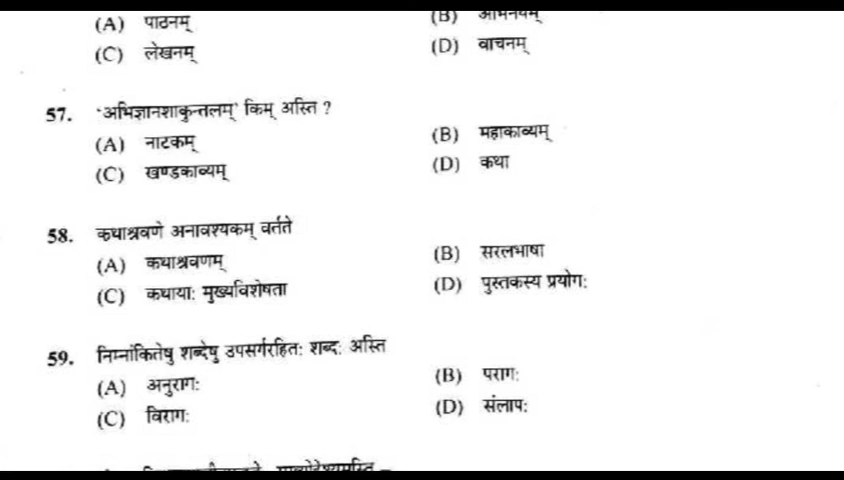 (A) पाठनम् (B) अभिनयम्
(C) लेखनम् (D) वाचनम्
57. 'अभिज्ञानशाकुन्तलम्' किम् अस्ति ?
(A) नाटकम् (B) महाकाव्यम्
(C) खण्डकाव्यम् (D) कथा
58. कथाश्रवणे अनावश्यकम् वर्तते
(A) कथाश्रवणम् (B) सरलभाषा
(C) कथायाः मुख्यविशेषता (D) पुस्तकस्य प्रयोगः
59. निम्नांकितेषु शब्देषु उपसर्गरहितः शब्दः अस्ति
(A) अनुरागः (B) परागः
(C) विरागः (D) संलापः